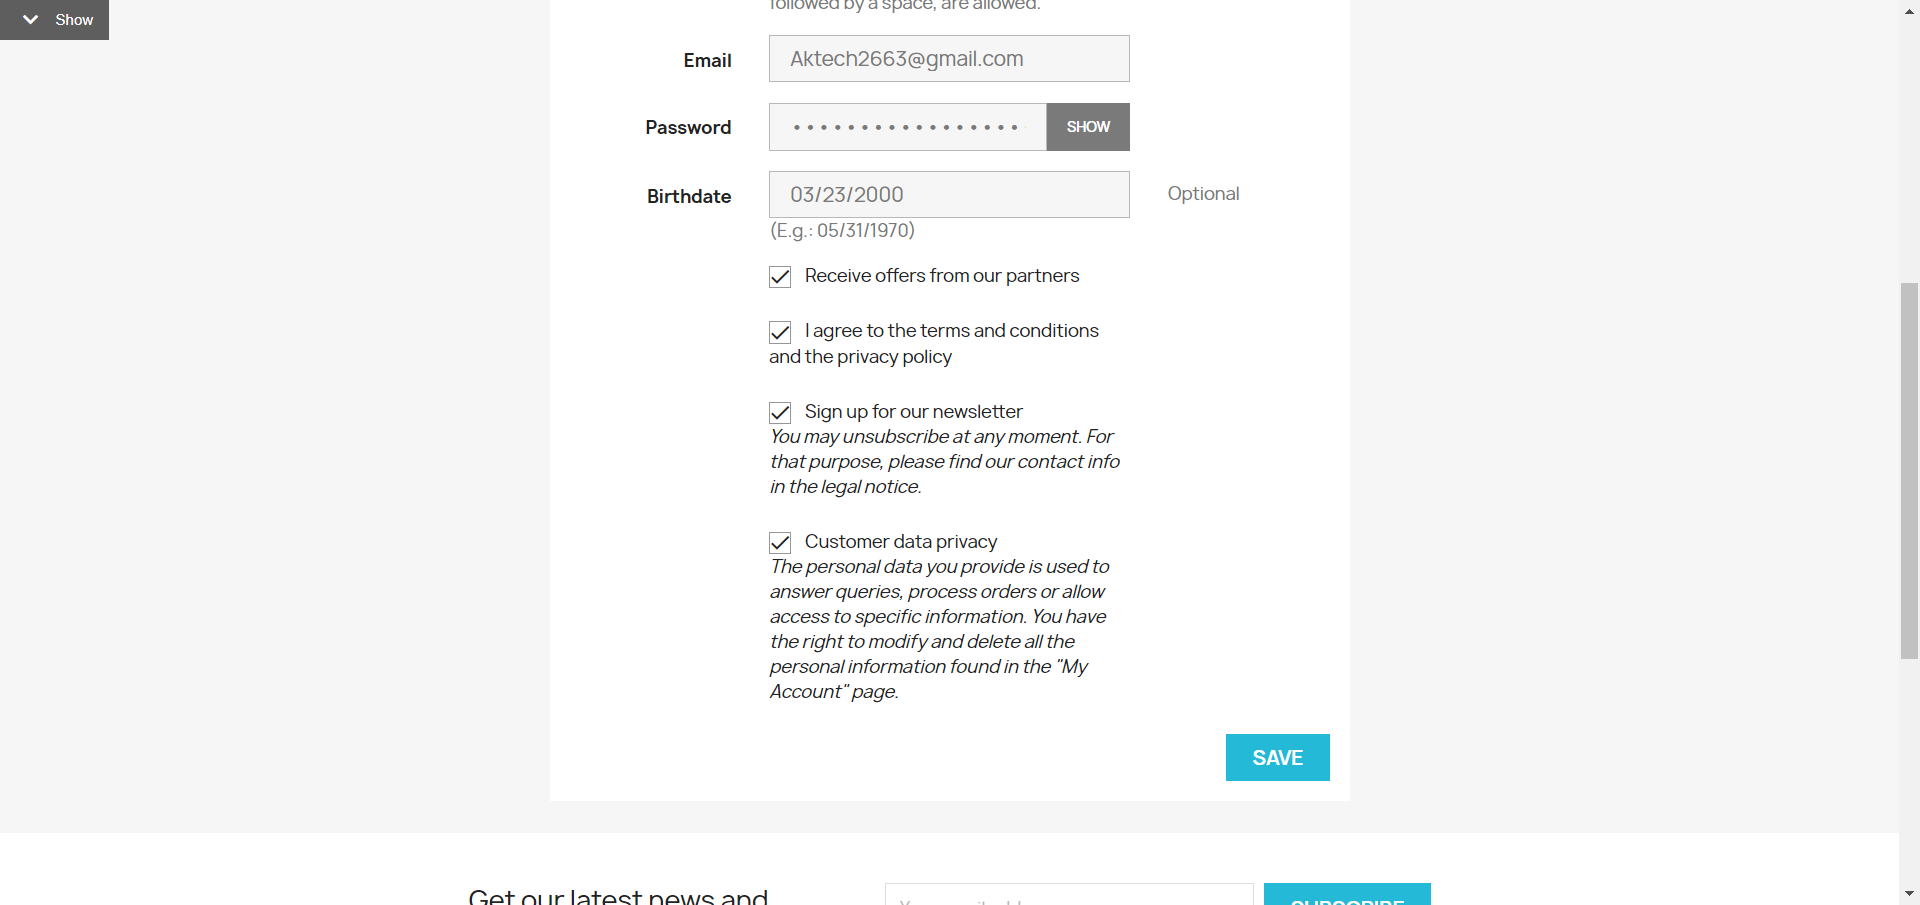 Show
followed by a space, are allowed.
Email
Aktech2663@gmail.com
Password
SHOW
Birthdate
03/23/2000
Optional
(E.g.: 05/31/1970)
Receive offers from our partners
I agree to the terms and conditions
and the privacy policy
Sign up for our newsletter
You may unsubscribe at any moment. For
that purpose, please find our contact info
in the legal notice.
Customer data privacy
The personal data you provide is used to
answer queries, process orders or allow
access to specific information. You have
the right to modify and delete all the
personal information found in the "My
Account" page.
SAVE
Get our latest news and
SUBSCRIBE